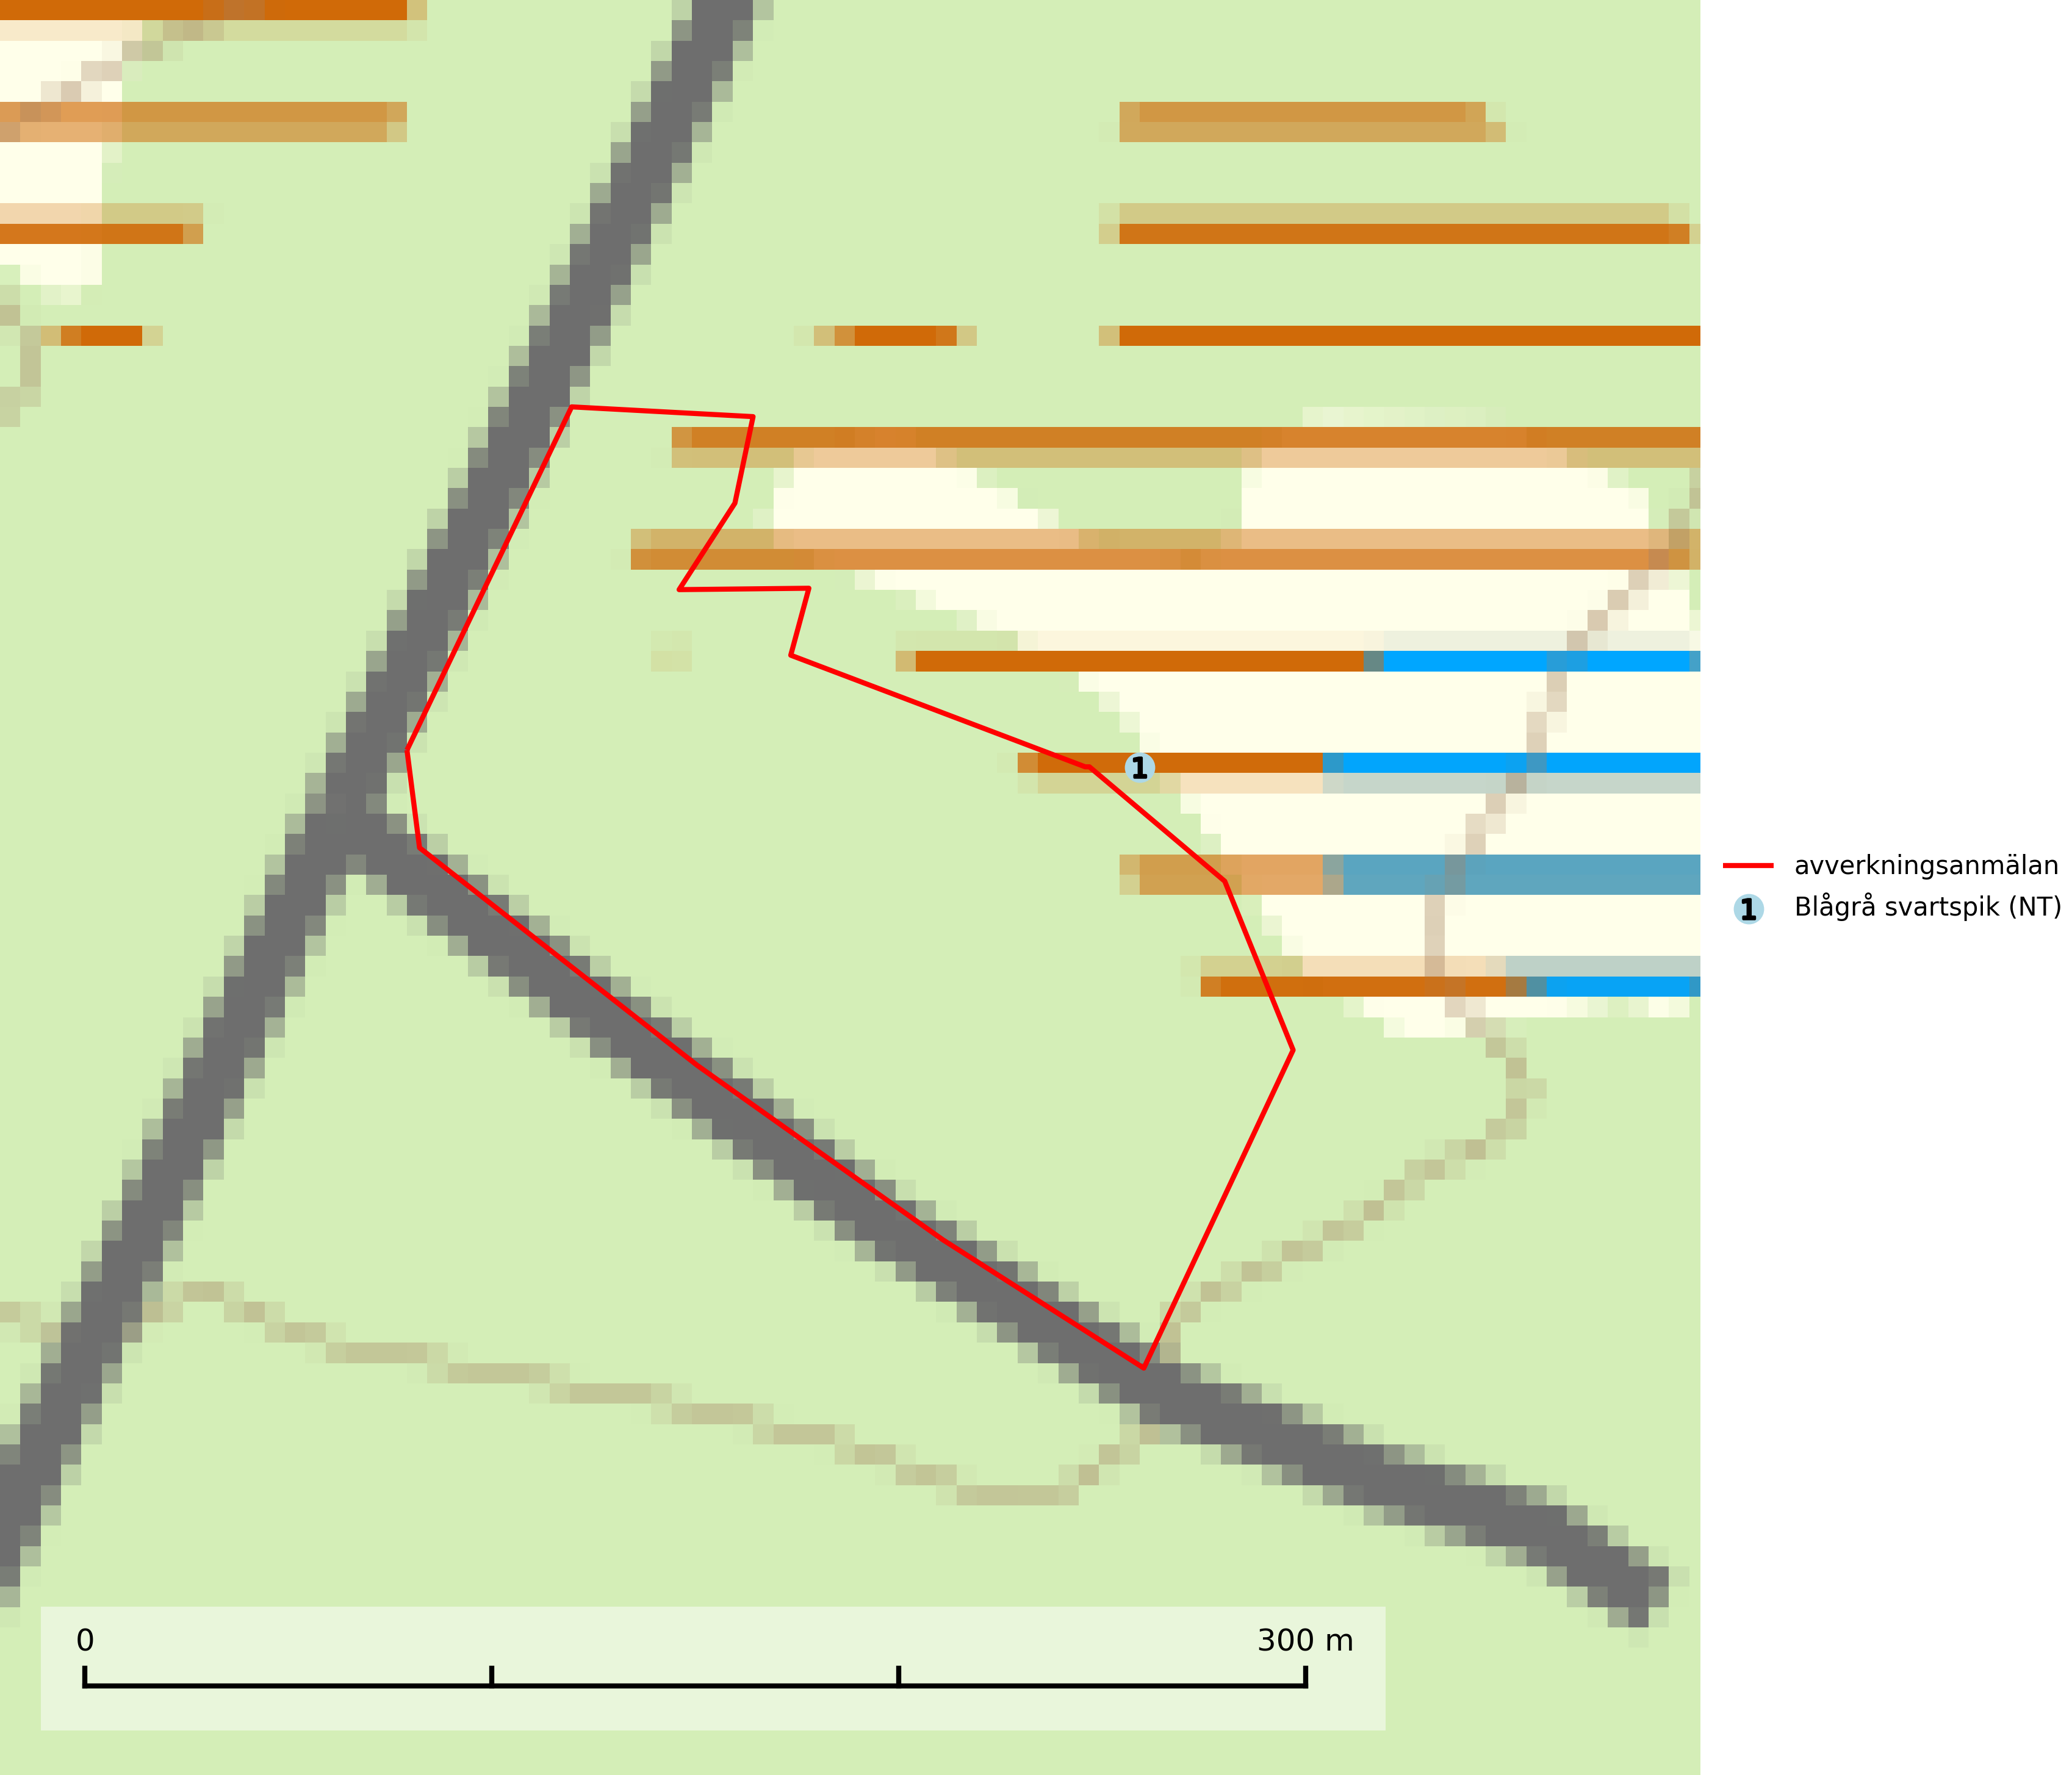 1
avverkningsanmälan
1 Blågrå svartspik (NT)
0 300 m